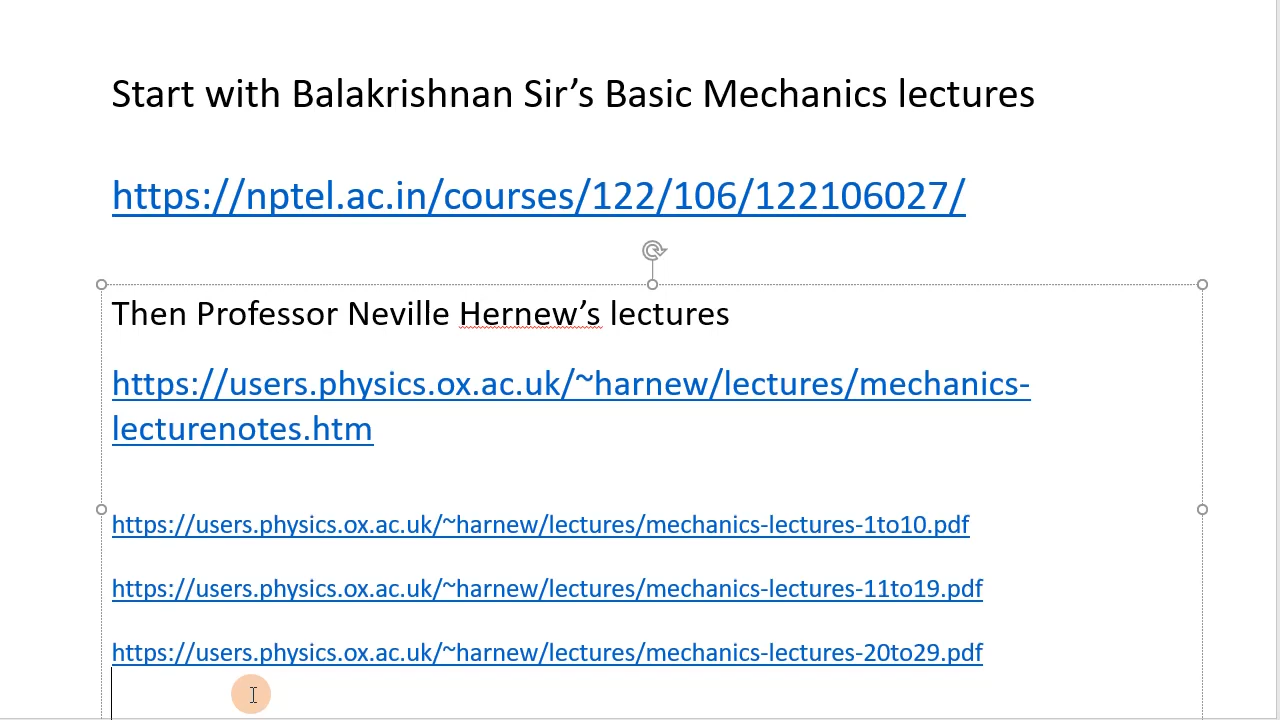 Start with Balakrishnan Sir’s Basic Mechanics lectures
https://nptel.ac.in/courses/122/106/122106027/
Then Professor Neville Hernew’s lectures
https://users.physics.ox.ac.uk/~harnew/lectures/mechanics-
lecturenotes.htm
https://users.physics.ox.ac.uk/~harnew/lectures/mechanics-lectures-1to10.pdf
https://users.physics.ox.ac.uk/~harnew/lectures/mechanics-lectures-11to19.pdf
https://users.physics.ox.ac.uk/~harnew/lectures/mechanics-lectures-20to29.pdf